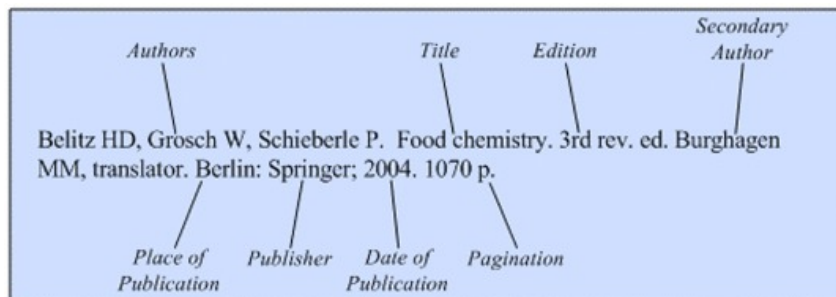 Secondary
Authors Title Edition Author
Belitz HD, Grosch W, Schieberle P. Food chemistry. 3rd rev. ed. Burghagen
MM, translator. Berlin: Springer; 2004. 1070 p.
Place of Publisher Date of Pagination
Publication Publication